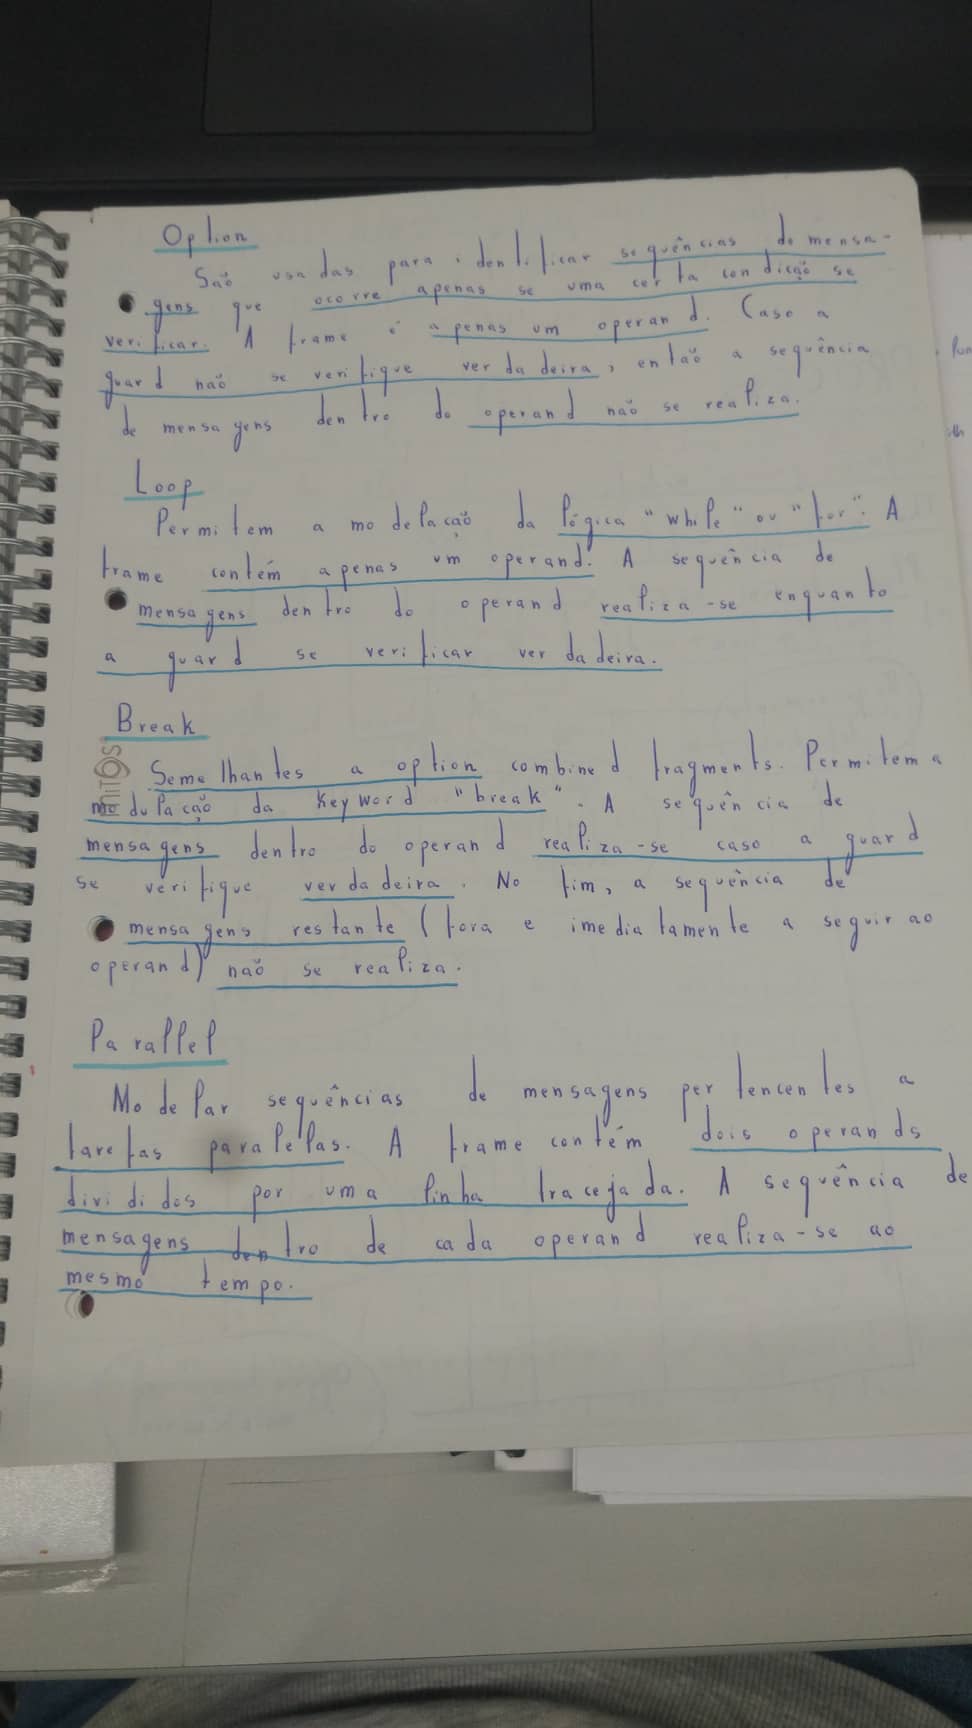 Option
São usadas para identificar sequências de mensa-
gens que ocorre apenas se uma certa condição se
verificar. A frame é apenas um operand. Caso a
guard não se verifique verdadeira, então a sequência
de mensagens dentro do operand não se realiza.
Loop
Permitem a modelação da lógica "while" ou "for". A
frame contém apenas um operand. A sequência de
mensagens dentro do operand realiza-se enquanto
a guard se verificar verdadeira.
Break
Semelhantes a option combined fragments. Permitem a
modulação da keyword "break". A sequência de
mensagens dentro do operand realiza-se caso a guard
se verifique verdadeira. No fim, a sequência de
mensagens restante (fora e imediatamente a seguir ao
operand) não se realiza.
Parallel
Modelar sequências de mensagens pertencentes a
tarefas paralellas. A frame contém dois operands
divididos por uma linha tracejada. A sequência de
mensagens dentro de cada operand realiza-se ao
mesmo tempo.